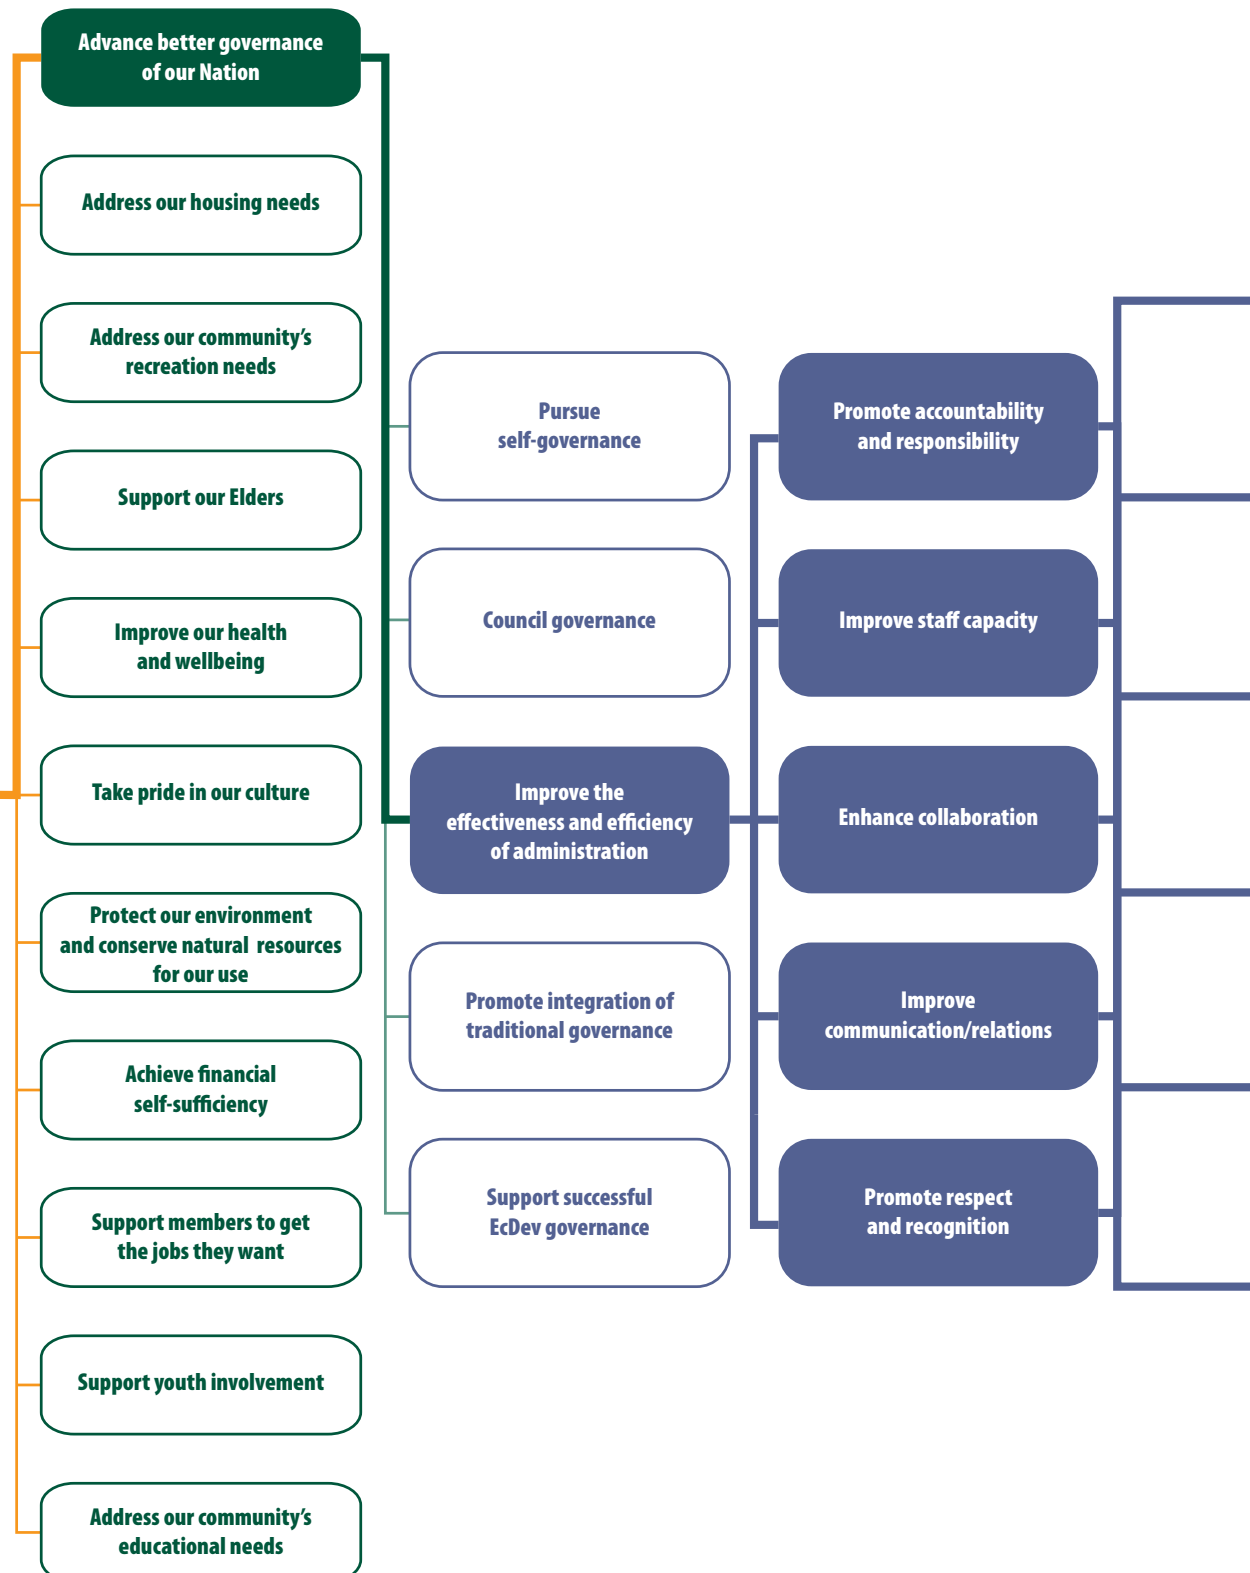 Advance better governance
of our Nation
Address our housing needs
Address our community’s
recreation needs
Support our Elders
Improve our health
and wellbeing
Take pride in our culture
Protect our environment
and conserve natural resources
for our use
Achieve financial
self-sufficiency
Support members to get
the jobs they want
Support youth involvement
Address our community’s
educational needs
Pursue
self-governance
Council governance
Improve the
effectiveness and efficiency
of administration
Promote integration of
traditional governance
Support successful
EcDev governance
Promote accountability
and responsibility
Improve staff capacity
Enhance collaboration
Improve
communication/relations
Promote respect
and recognition